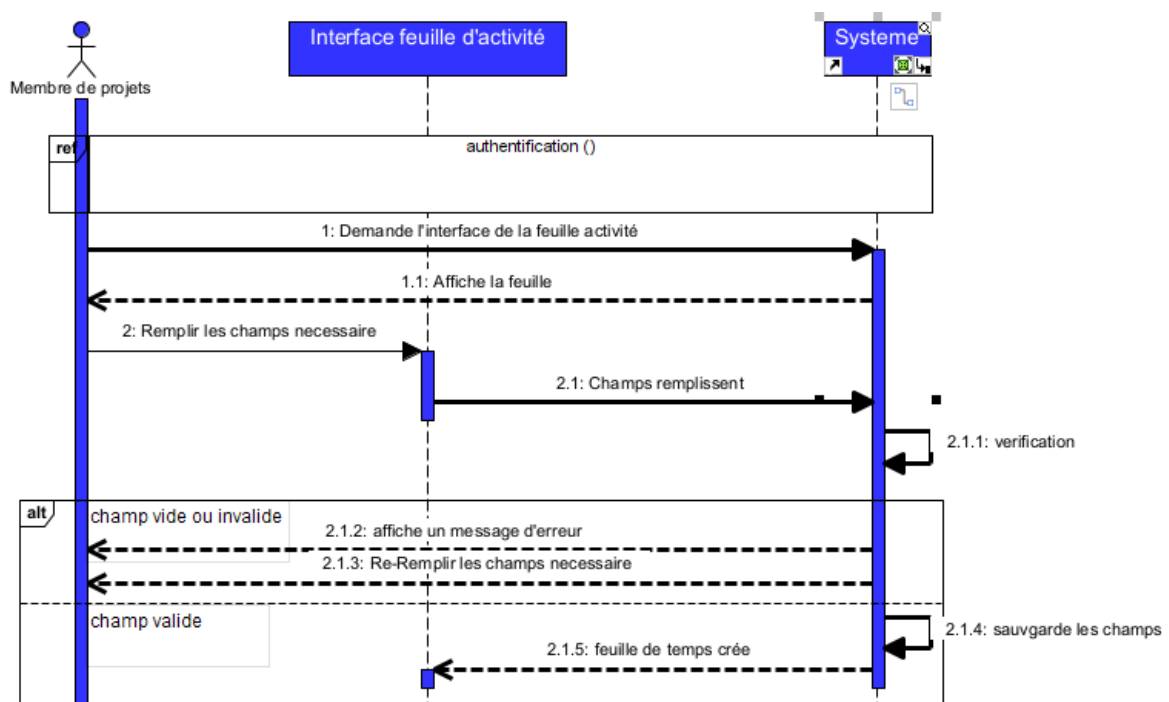 Interface feuille d'activité
Systeme
Membre de projets
ref
authentification ()
1: Demande l'interface de la feuille activité
1.1: Affiche la feuille
2: Remplir les champs necessaire
2.1: Champs remplissent
2.1.1: verification
alt
champ vide ou invalide
2.1.2: affiche un message d'erreur
2.1.3: Re-Remplir les champs necessaire
champ valide
2.1.4: sauvgarde les champs
2.1.5: feuille de temps crée